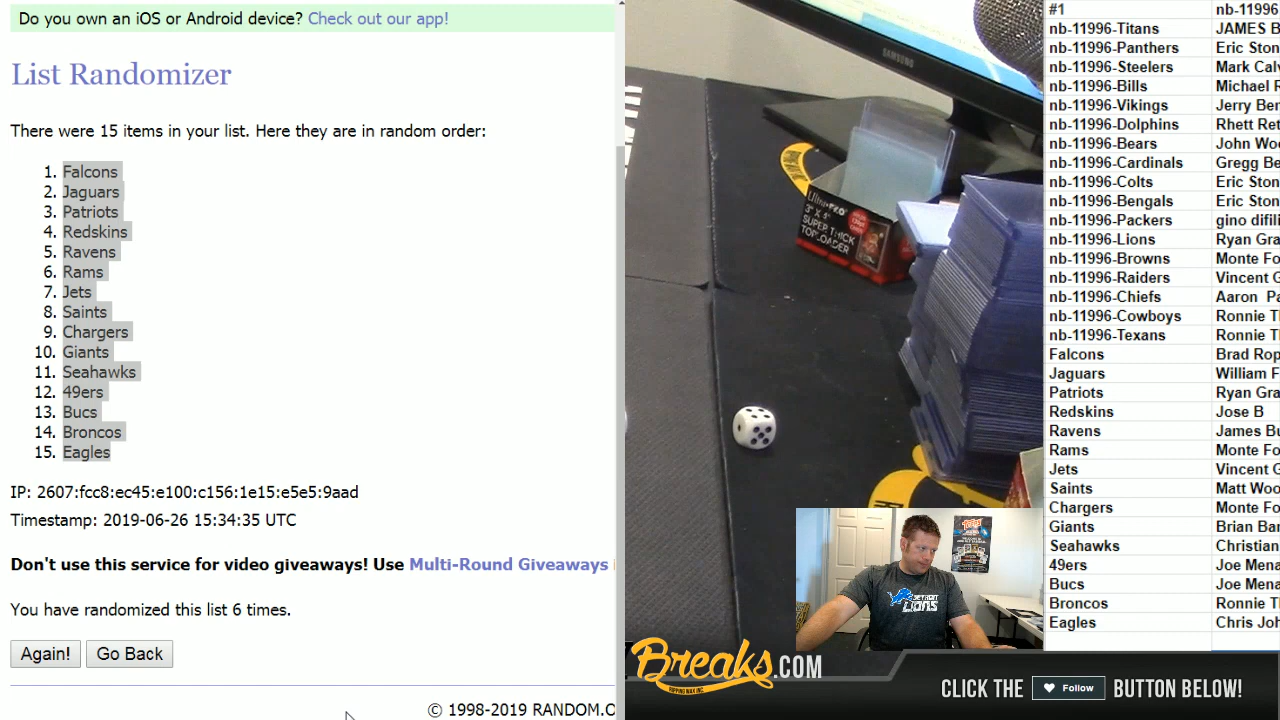 Do you own an iOS or Android device? Check out our app!
List Randomizer
There were 15 items in your list. Here they are in random order:
1. Falcons
2. Jaguars
3. Patriots
4. Redskins
5. Ravens
6. Rams
7. Jets
8. Saints
9. Chargers
10. Giants
11. Seahawks
12. 49ers
13. Bucs
14. Broncos
15. Eagles
IP: 2607:fcc8:ec45:e100:c156:1e15:e5e5:9aad
Timestamp: 2019-06-26 15:34:35 UTC
Don't use this service for video giveaways! Use Multi-Round Giveaways
You have randomized this list 6 times.
Again! Go Back
© 1998-2019 RANDOM.O
SAMSUNG
Ultra PRO
3" X 4"
SUPER THICK
TOPLOADER
DETROIT
LIONS
Breaks.COM
RIPPING WAX INC.
CLICK THE Follow BUTTON BELOW!
#1 nb-11996
nb-11996-Titans JAMES B
nb-11996-Panthers Eric Ston
nb-11996-Steelers Mark Calv
nb-11996-Bills Michael R
nb-11996-Vikings Jerry Ber
nb-11996-Dolphins Rhett Ret
nb-11996-Bears John Woo
nb-11996-Cardinals Gregg Be
nb-11996-Colts Eric Ston
nb-11996-Bengals Eric Ston
nb-11996-Packers gino difili
nb-11996-Lions Ryan Gra
nb-11996-Browns Monte Fo
nb-11996-Raiders Vincent G
nb-11996-Chiefs Aaron Pa
nb-11996-Cowboys Ronnie T
nb-11996-Texans Ronnie T
Falcons Brad Rop
Jaguars William F
Patriots Ryan Gra
Redskins Jose B
Ravens James Bu
Rams Monte Fo
Jets Vincent G
Saints Matt Woo
Chargers Monte Fo
Giants Brian Bar
Seahawks Christian
49ers Joe Mena
Bucs Joe Mena
Broncos Ronnie T
Eagles Chris Joh